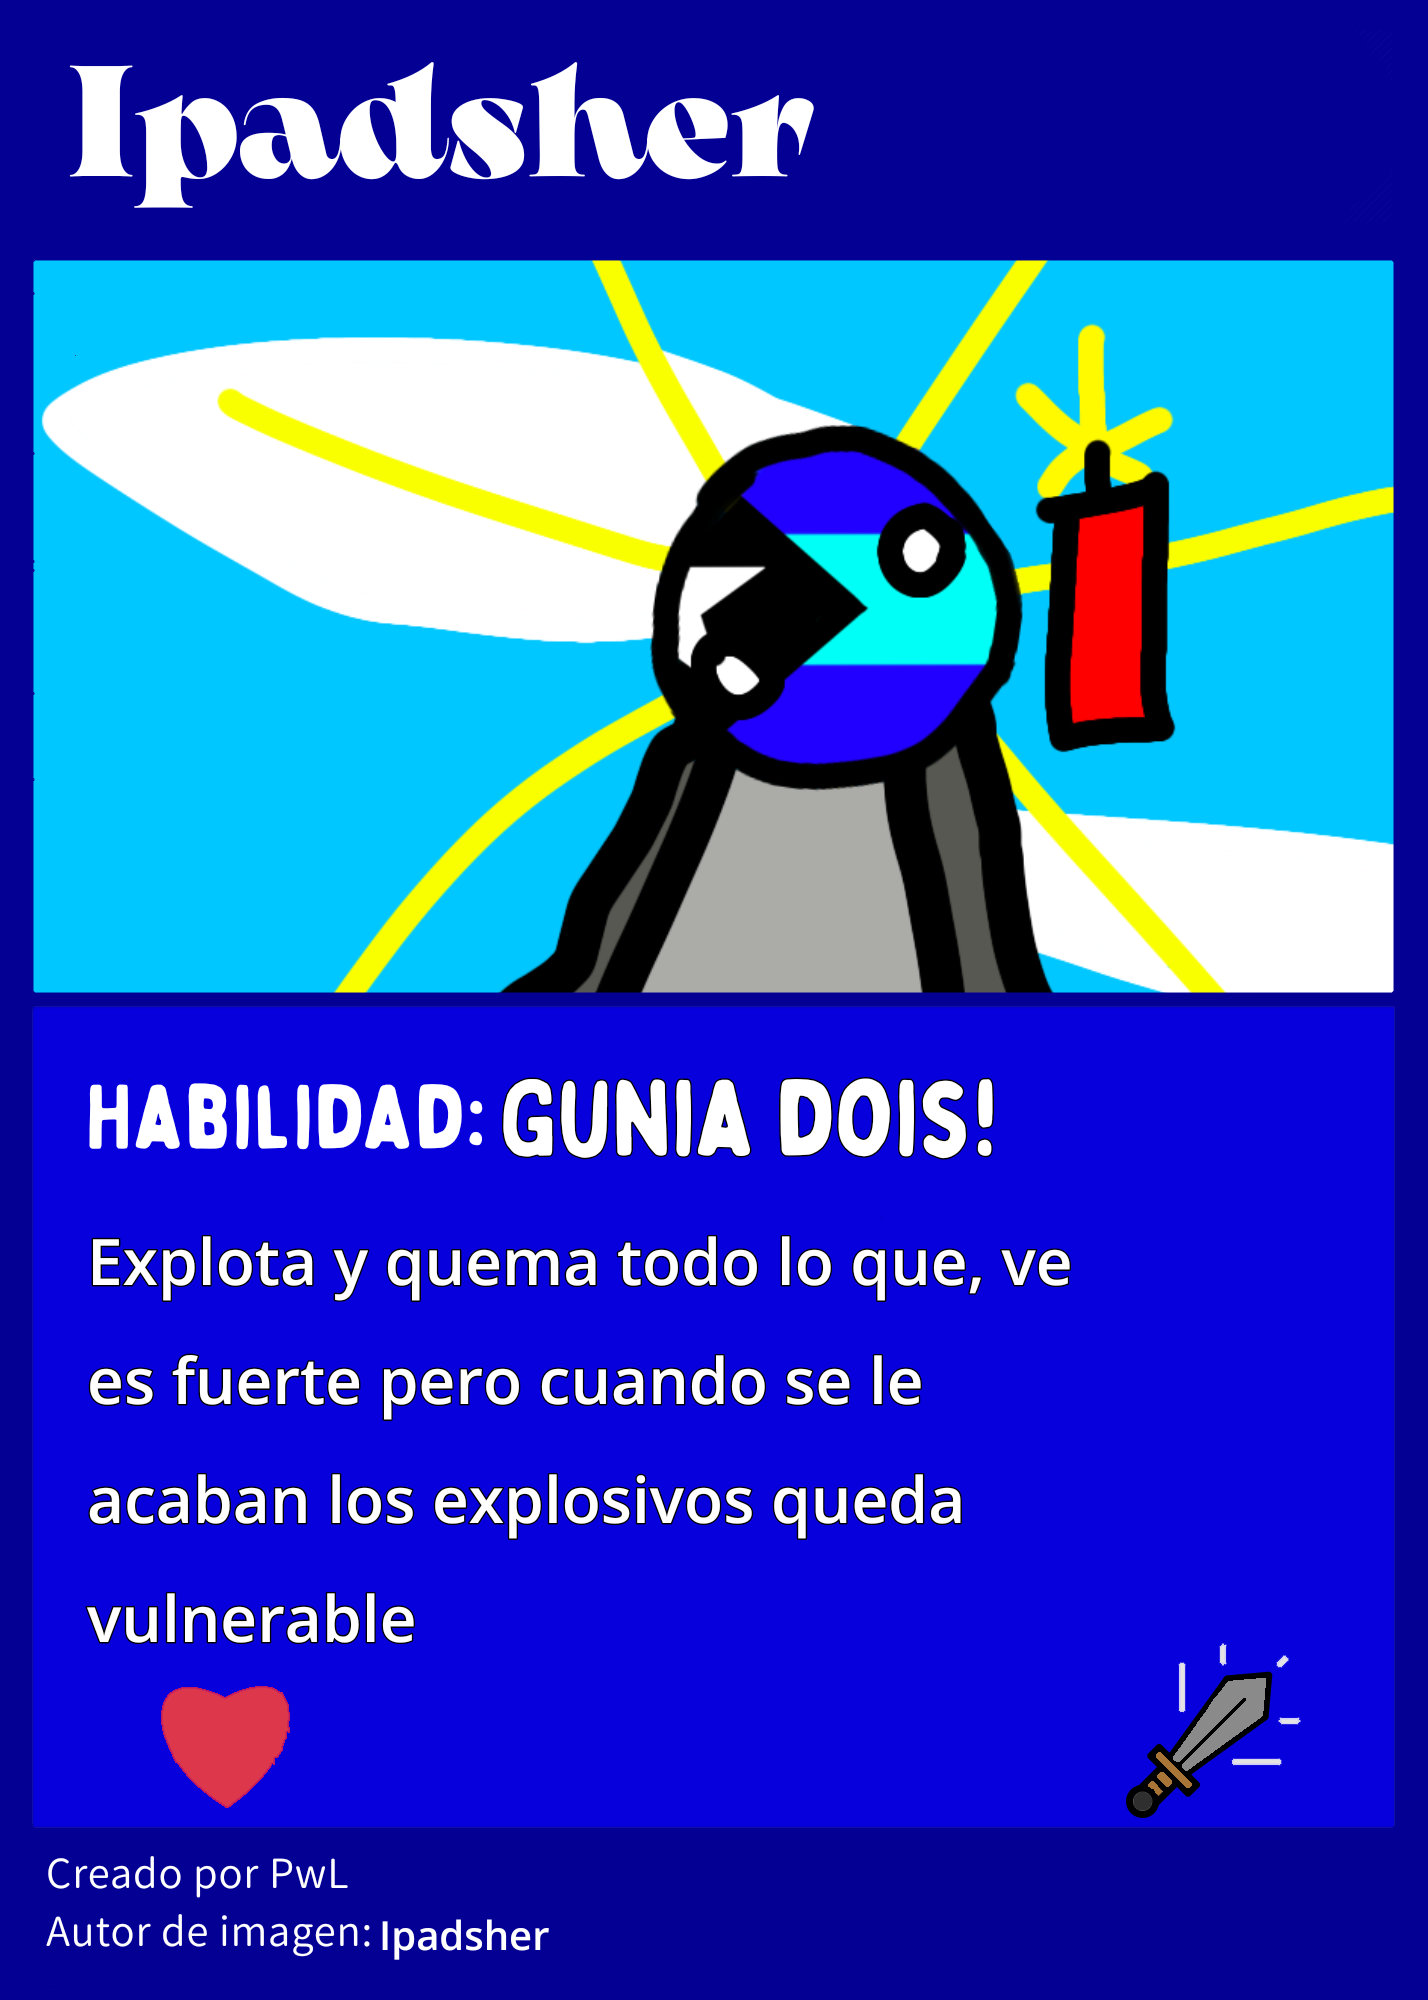 Ipadsher
HABILIDAD: GUNIA DOIS!
Explota y quema todo lo que, ve
es fuerte pero cuando se le
acaban los explosivos queda
vulnerable
Creado por PwL
Autor de imagen: Ipadsher